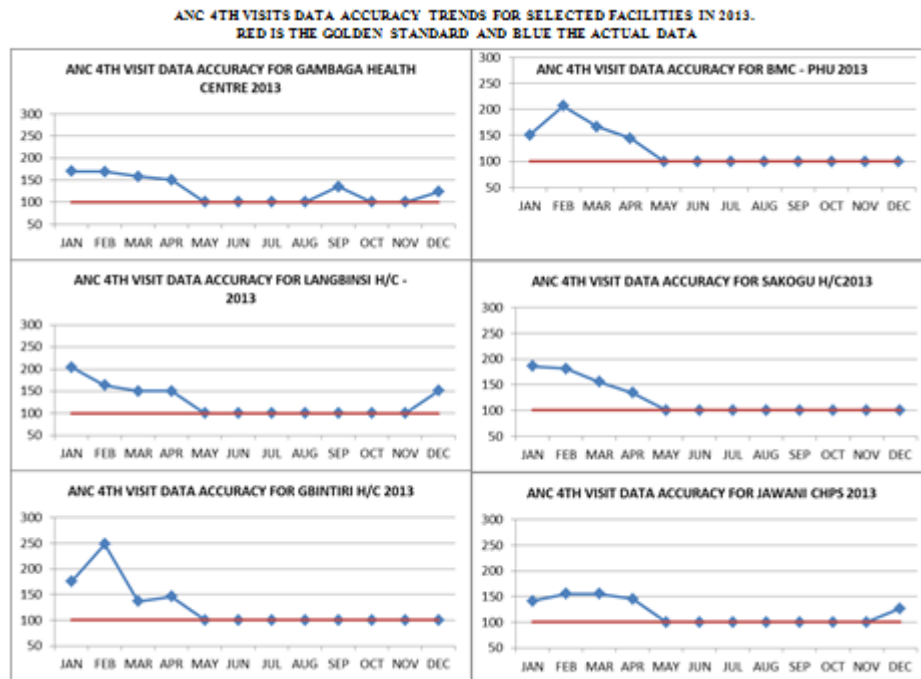 ANC 4TH VISITS DATA ACCURACY TRENDS FOR SELECTED FACILITIES IN 2013.
RED IS THE GOLDEN STANDARD AND BLUE THE ACTUAL DATA
ANC 4TH VISIT DATA ACCURACY FOR GAMBAGA HEALTH
CENTRE 2013
300
250
200
150
100
50
JAN FEB MAR APR MAY JUN JUL AUG SEP OCT NOV DEC
ANC 4TH VISIT DATA ACCURACY FOR BMC - PHU 2013
300
250
200
150
100
50
JAN FEB MAR APR MAY JUN JUL AUG SEP OCT NOV DEC
ANC 4TH VISIT DATA ACCURACY FOR LANGBINSI H/C -
2013
300
250
200
150
100
50
JAN FEB MAR APR MAY JUN JUL AUG SEP OCT NOV DEC
ANC 4TH VISIT DATA ACCURACY FOR SAKOGU H/C2013
300
250
200
150
100
50
JAN FEB MAR APR MAY JUN JUL AUG SEP OCT NOV DEC
ANC 4TH VISIT DATA ACCURACY FOR GBINTIRI H/C 2013
300
250
200
150
100
50
JAN FEB MAR APR MAY JUN JUL AUG SEP OCT NOV DEC
ANC 4TH VISIT DATA ACCURACY FOR JAWANI CHPS 2013
300
250
200
150
100
50
JAN FEB MAR APR MAY JUN JUL AUG SEP OCT NOV DEC